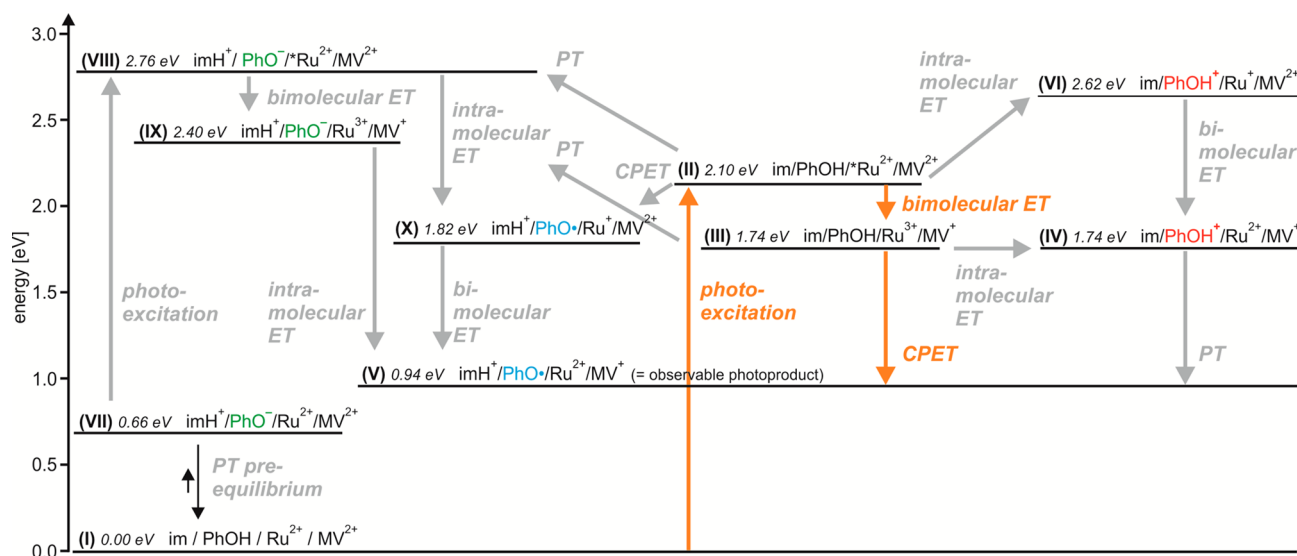 3.0
2.5
2.0
1.5
1.0
0.5
0.0
energy [eV]
(VIII) 2.76 eV imH⁺/ PhO⁻/*Ru²⁺/MV²⁺
bimolecular ET
(IX) 2.40 eV imH⁺/PhO⁻/Ru³⁺/MV⁺
intra-
molecular
ET
PT
PT
CPET
(II) 2.10 eV im/PhOH/*Ru²⁺/MV²⁺
intra-
molecular
ET
(VI) 2.62 eV im/PhOH⁺/Ru⁺/MV²⁺
bi-
molecular
ET
bimolecular ET
(X) 1.82 eV imH⁺/PhO•/Ru⁺/MV²⁺
(III) 1.74 eV im/PhOH/Ru³⁺/MV⁺
(IV) 1.74 eV im/PhOH⁺/Ru²⁺/MV⁺
photo-
excitation
intra-
molecular
ET
bi-
molecular
ET
photo-
excitation
intra-
molecular
ET
CPET
PT
(V) 0.94 eV imH⁺/PhO•/Ru²⁺/MV⁺ (= observable photoproduct)
(VII) 0.66 eV imH⁺/PhO⁻/Ru²⁺/MV²⁺
PT pre-
equilibrium
(I) 0.00 eV im / PhOH / Ru²⁺ / MV²⁺